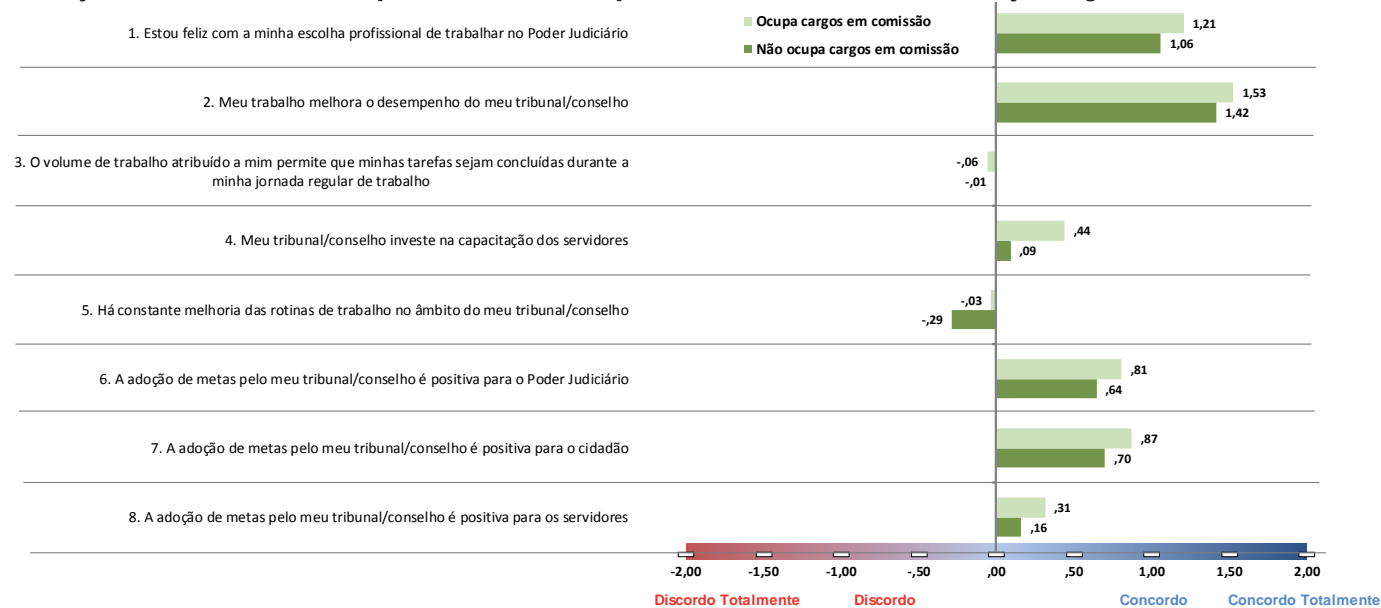 Ocupa cargos em comissão
Não ocupa cargos em comissão
1. Estou feliz com a minha escolha profissional de trabalhar no Poder Judiciário
1,21
1,06
2. Meu trabalho melhora o desempenho do meu tribunal/conselho
1,53
1,42
3. O volume de trabalho atribuído a mim permite que minhas tarefas sejam concluídas durante a
minha jornada regular de trabalho
-,06
-,01
4. Meu tribunal/conselho investe na capacitação dos servidores
,44
,09
5. Há constante melhoria das rotinas de trabalho no âmbito do meu tribunal/conselho
-,03
-,29
6. A adoção de metas pelo meu tribunal/conselho é positiva para o Poder Judiciário
,81
,64
7. A adoção de metas pelo meu tribunal/conselho é positiva para o cidadão
,87
,70
8. A adoção de metas pelo meu tribunal/conselho é positiva para os servidores
,31
,16
-2,00 -1,50 -1,00 -,50 ,00 ,50 1,00 1,50 2,00
Discordo Totalmente Discordo Concordo Concordo Totalmente